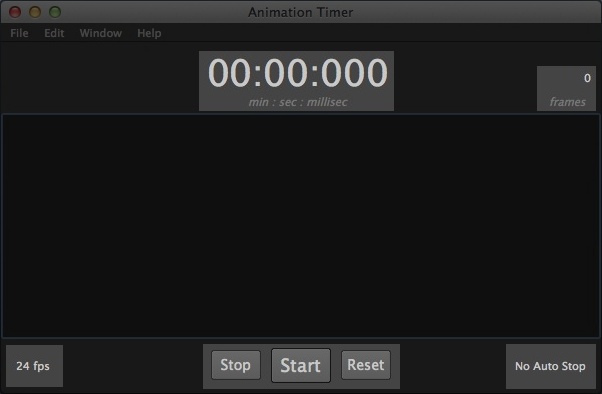 Animation Timer
File Edit Window Help
00:00:000
min : sec : millisec
0
frames
24 fps
Stop Start Reset
No Auto Stop